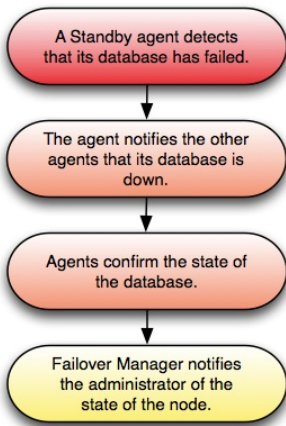 A Standby agent detects
that its database has failed.
The agent notifies the other
agents that its database is
down.
Agents confirm the state of
the database.
Failover Manager notifies
the administrator of the
state of the node.